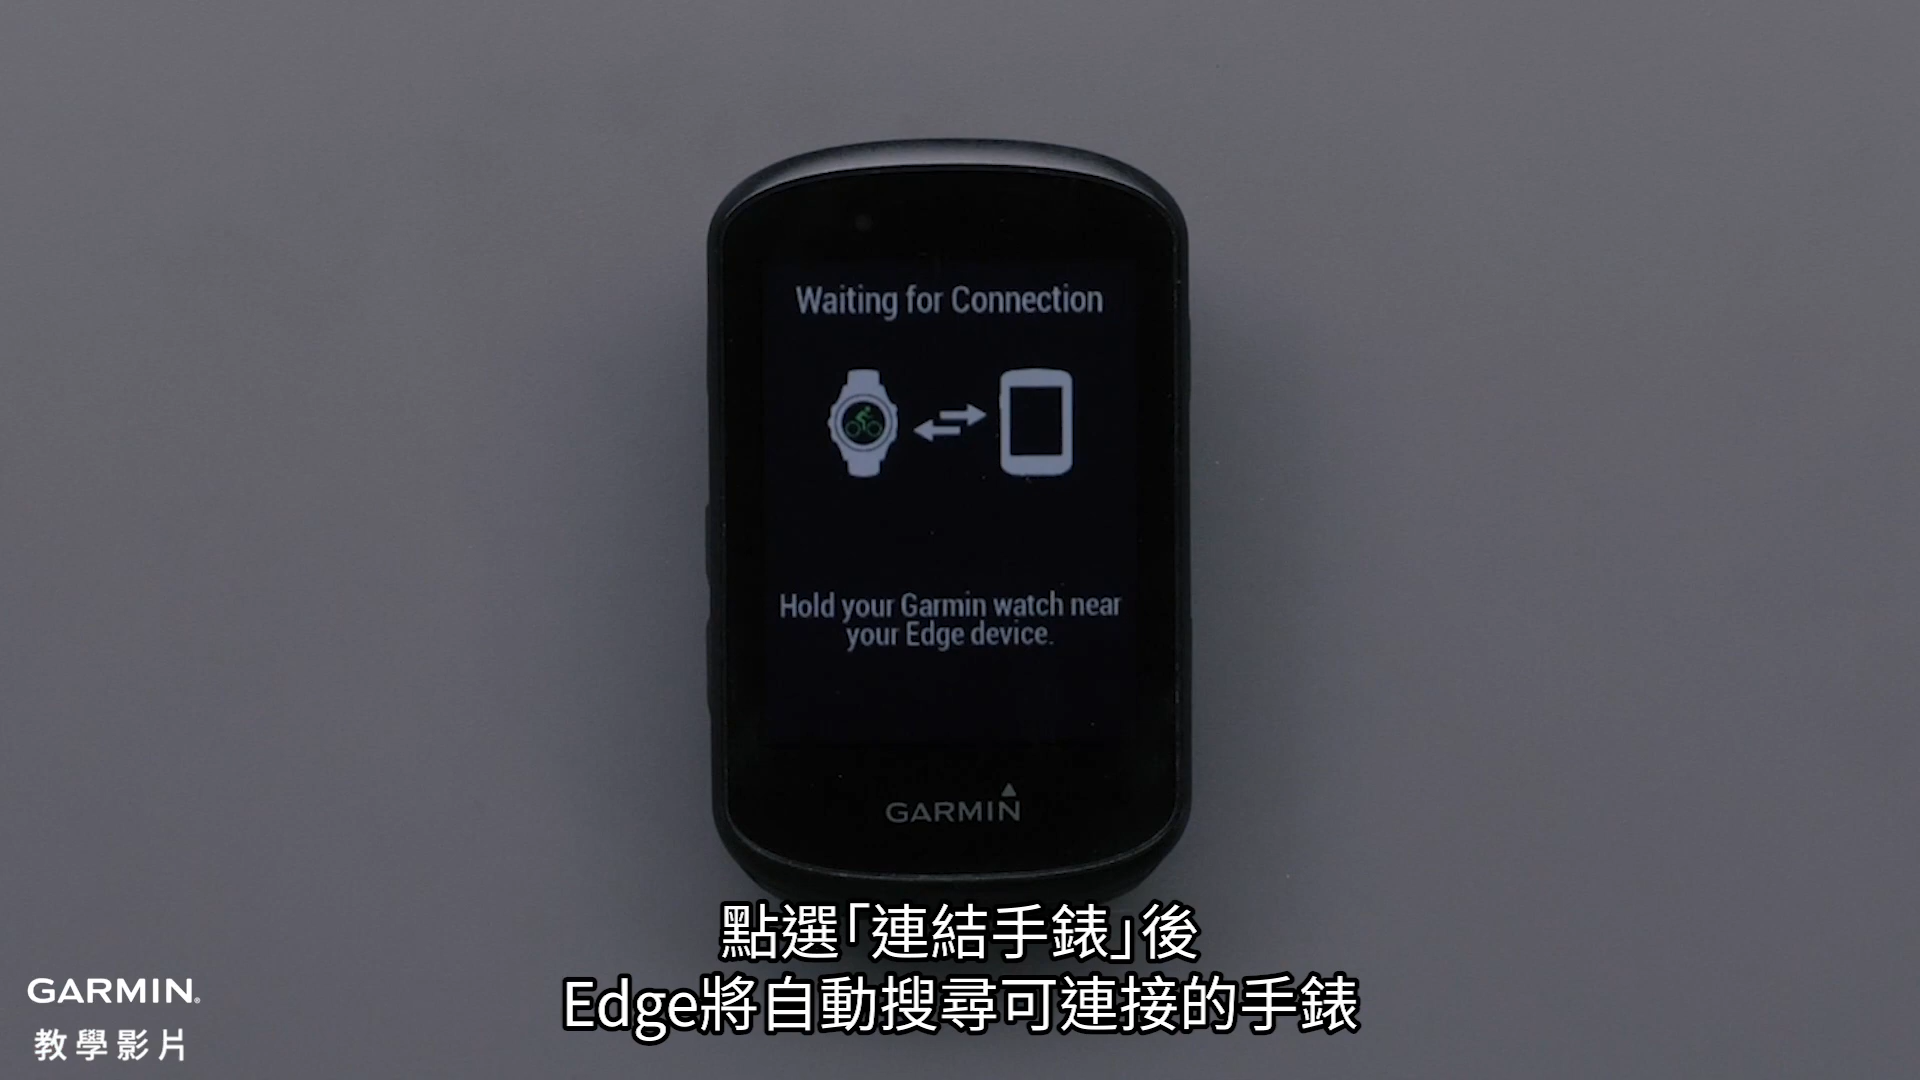 Waiting for Connection
Hold your Garmin watch near
your Edge device.
GARMIN
點選「連結手錶」後
Edge將自動搜尋可連接的手錶
GARMIN®
教學影片